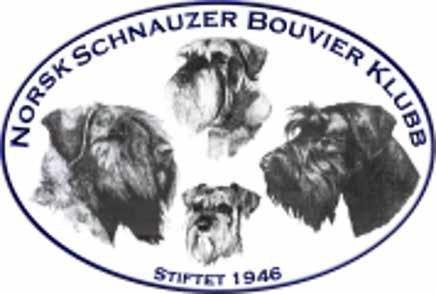 NORSK SCHNAUZER BOUVIER KLUBB
STIFTET 1946